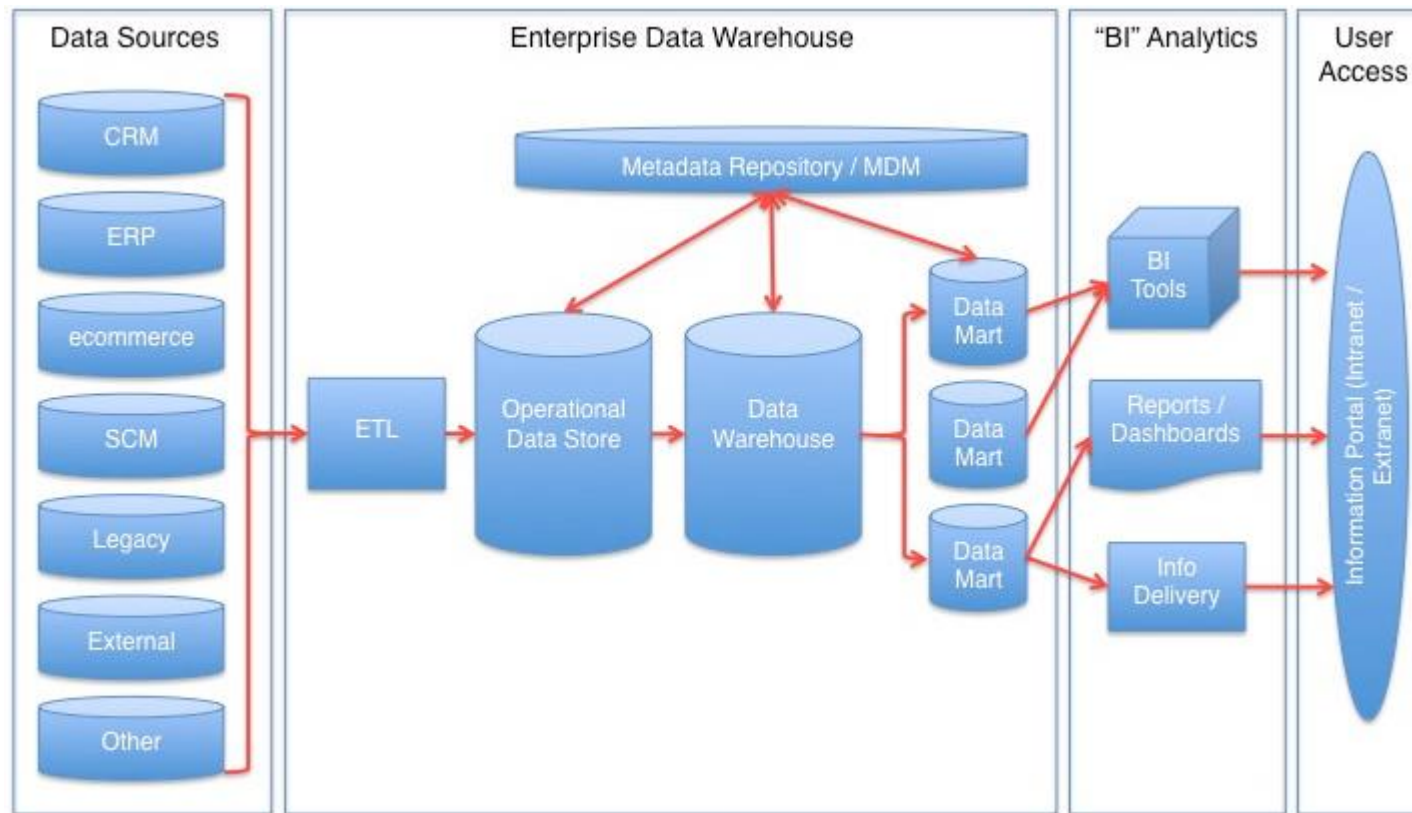 Data Sources
CRM
ERP
ecommerce
SCM
Legacy
External
Other
Enterprise Data Warehouse
Metadata Repository / MDM
ETL
Operational
Data Store
Data
Warehouse
Data
Mart
Data
Mart
Data
Mart
“BI” Analytics
BI
Tools
Reports /
Dashboards
Info
Delivery
User
Access
Information Portal (Intranet /
Extranet)